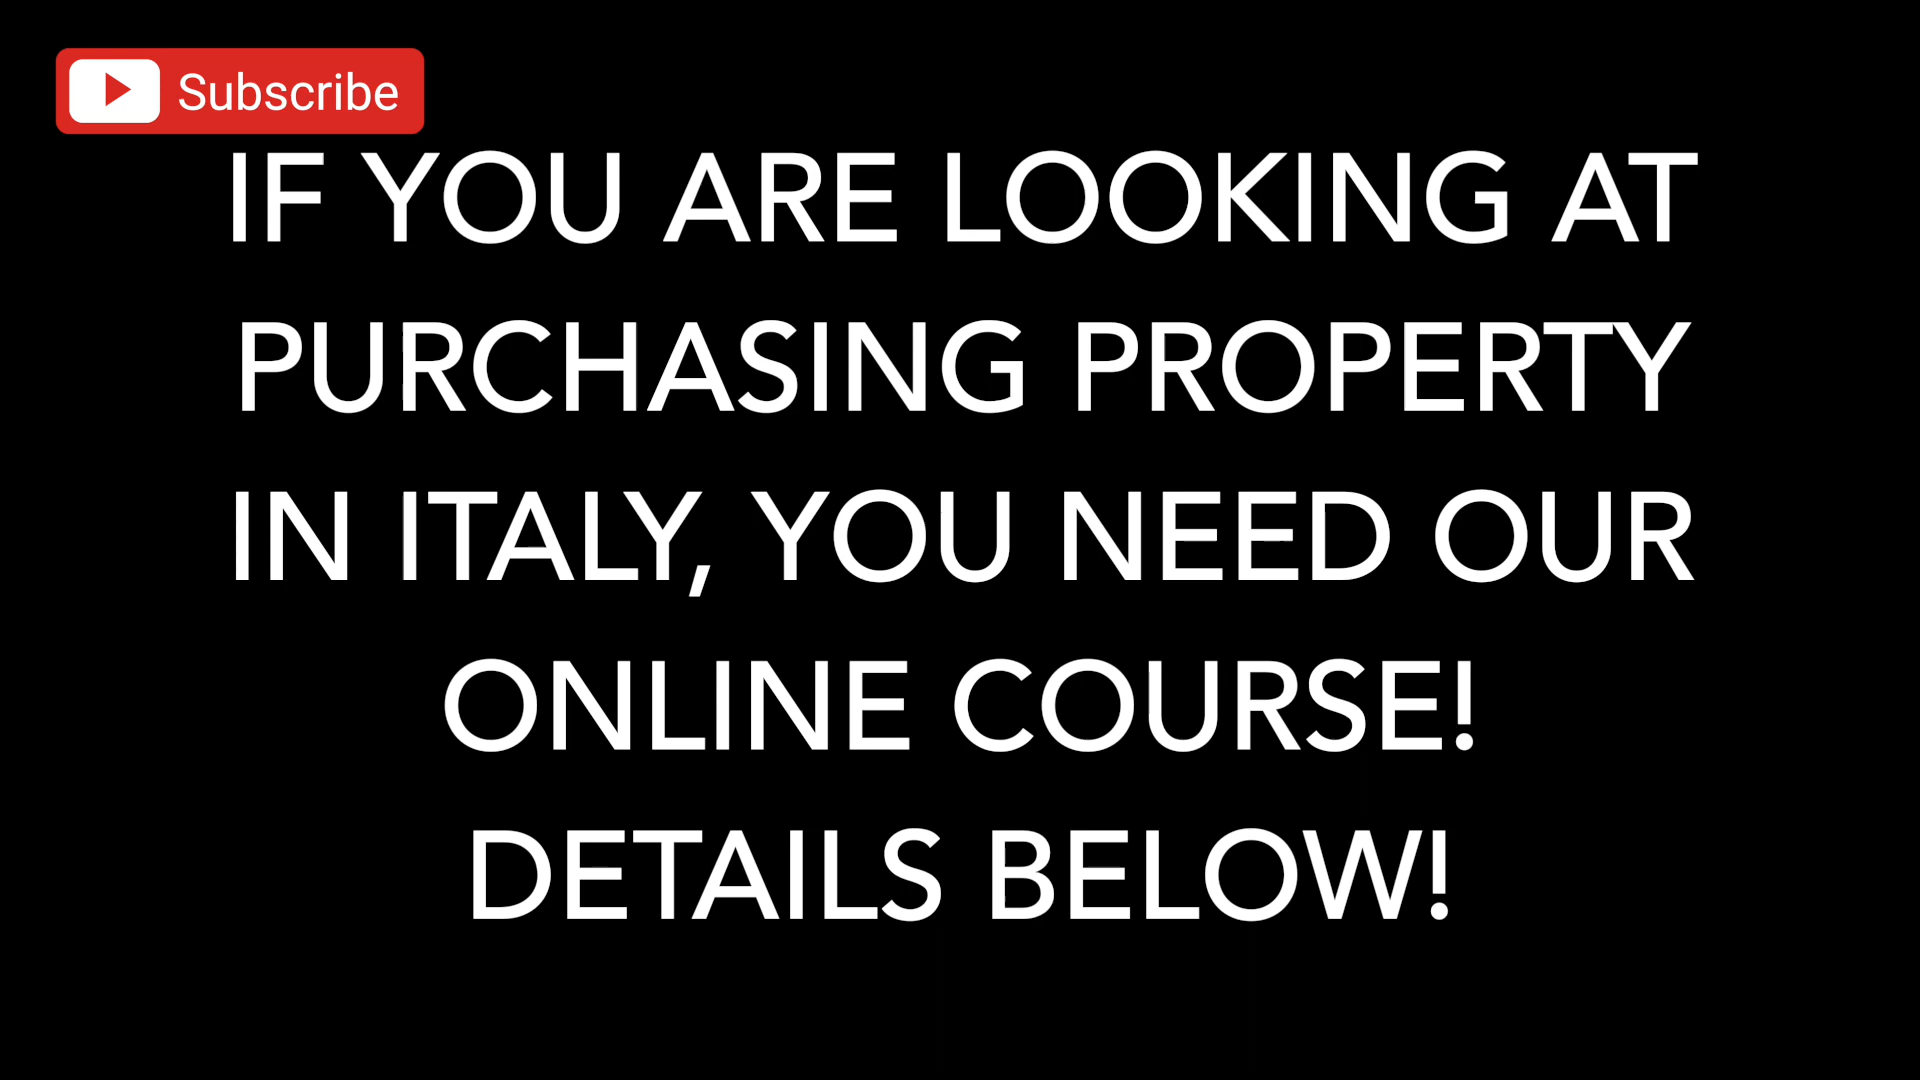 Subscribe
IF YOU ARE LOOKING AT
PURCHASING PROPERTY
IN ITALY, YOU NEED OUR
ONLINE COURSE!
DETAILS BELOW!